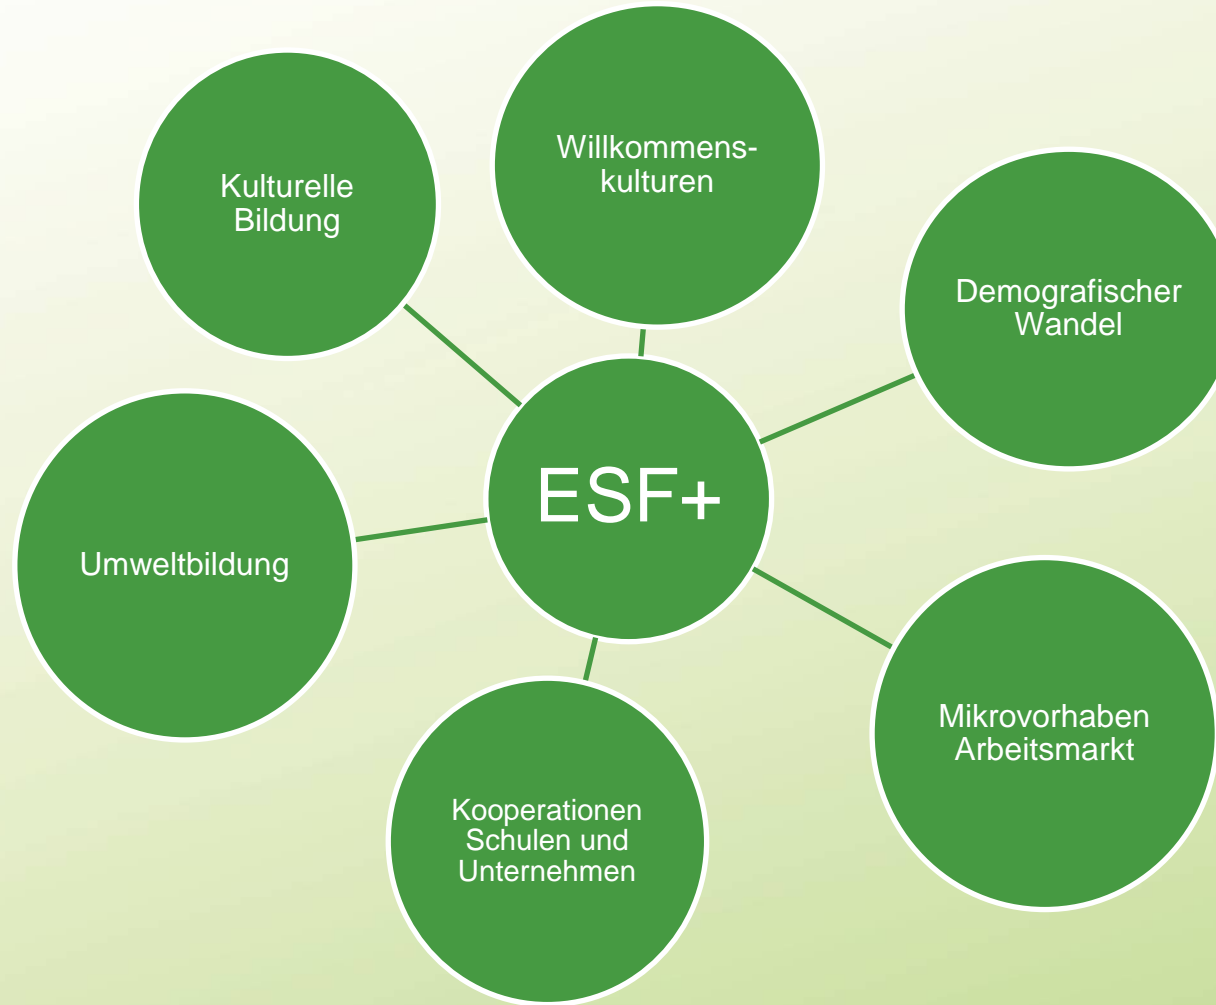 Kulturelle
Bildung
Willkommens-
kulturen
Demografischer
Wandel
ESF+
Umweltbildung
Mikrovorhaben
Arbeitsmarkt
Kooperationen
Schulen und
Unternehmen